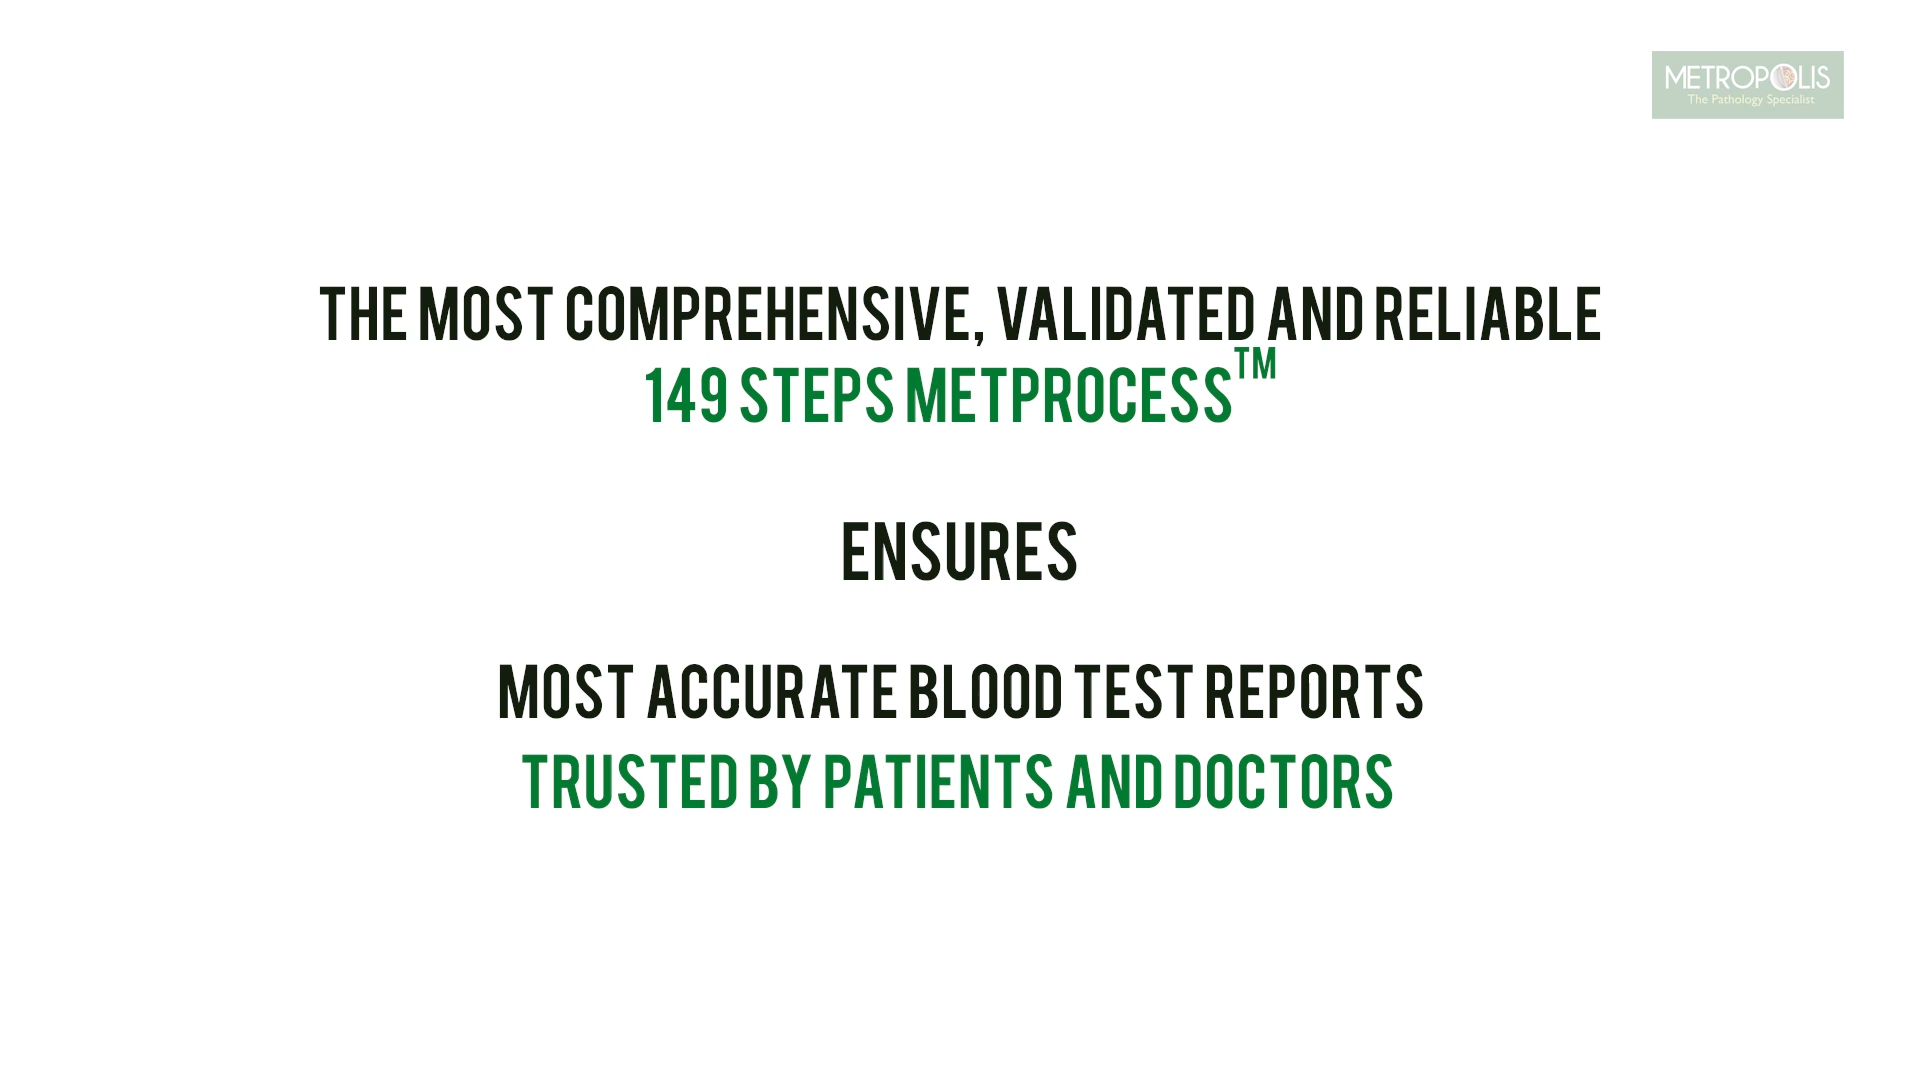 METROPOLIS
The Pathology Specialist
THE MOST COMPREHENSIVE, VALIDATED AND RELIABLE
149 STEPS METPROCESS™
ENSURES
MOST ACCURATE BLOOD TEST REPORTS
TRUSTED BY PATIENTS AND DOCTORS